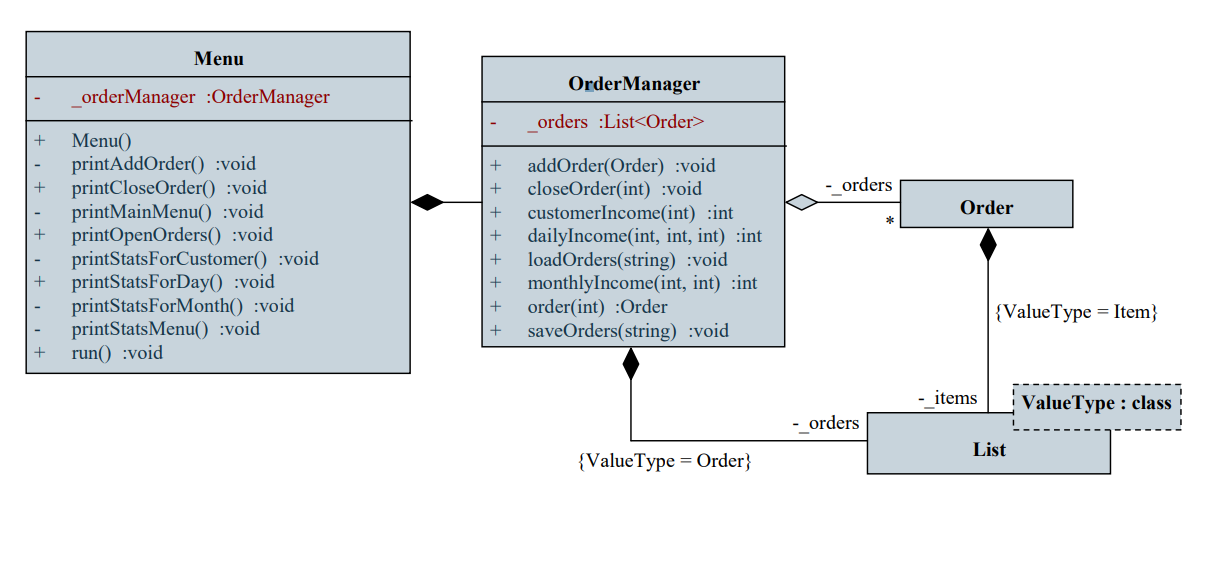 Menu
- _orderManager :OrderManager
+ Menu()
- printAddOrder() :void
+ printCloseOrder() :void
- printMainMenu() :void
+ printOpenOrders() :void
- printStatsForCustomer() :void
+ printStatsForDay() :void
- printStatsForMonth() :void
- printStatsMenu() :void
+ run() :void
OrderManager
- _orders :List<Order>
+ addOrder(Order) :void
+ closeOrder(int) :void
+ customerIncome(int) :int
+ dailyIncome(int, int, int) :int
+ loadOrders(string) :void
+ monthlyIncome(int, int) :int
+ order(int) :Order
+ saveOrders(string) :void
-_orders
*
Order
{ValueType = Item}
-_items
ValueType : class
-_orders
List
{ValueType = Order}